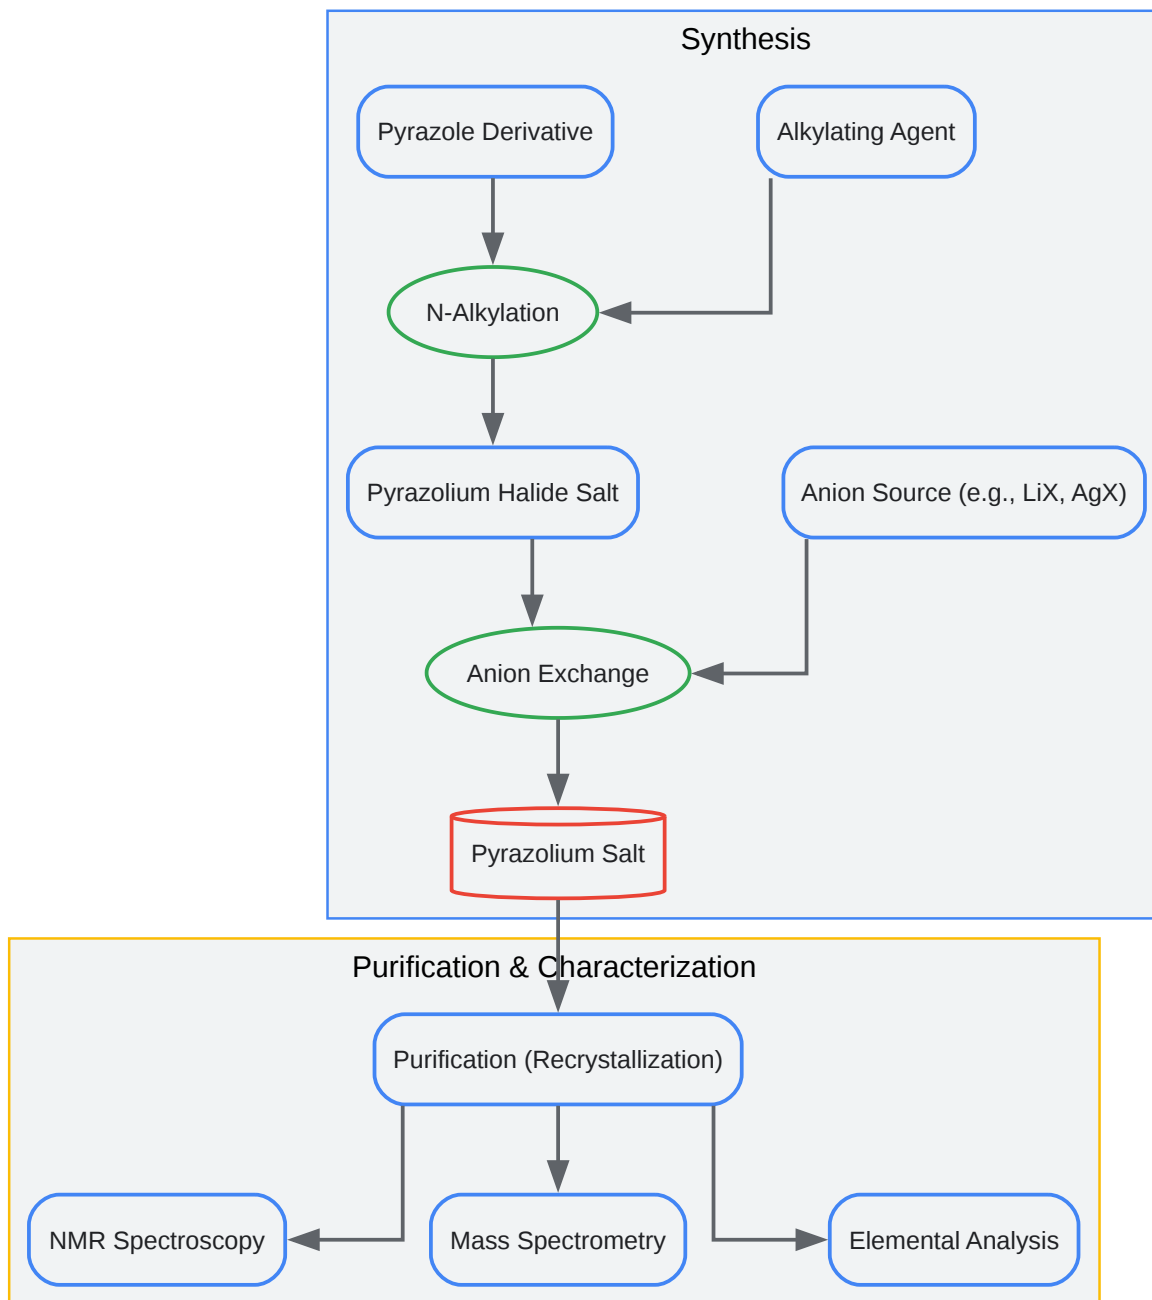 Synthesis
Pyrazole Derivative
Alkylating Agent
N-Alkylation
Pyrazolium Halide Salt
Anion Source (e.g., LiX, AgX)
Anion Exchange
Pyrazolium Salt
Purification & Characterization
Purification (Recrystallization)
NMR Spectroscopy
Mass Spectrometry
Elemental Analysis